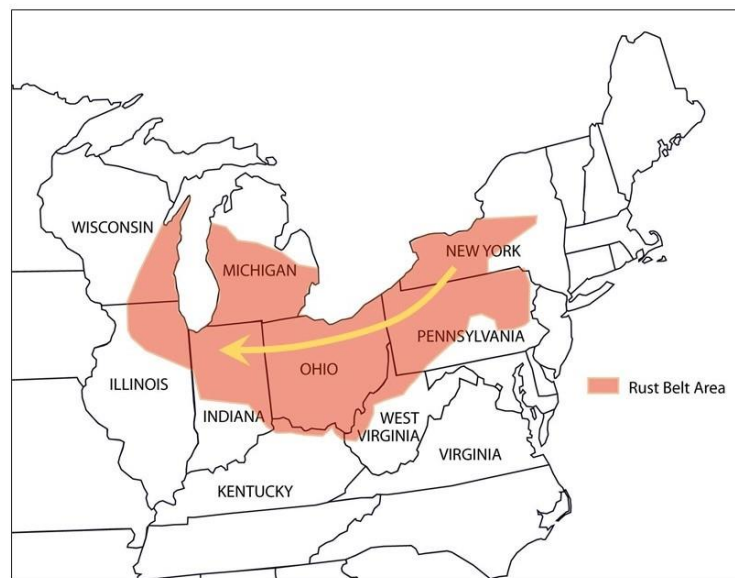 WISCONSIN
MICHIGAN
NEW YORK
PENNSYLVANIA
ILLINOIS
OHIO
INDIANA
WEST
VIRGINIA
VIRGINIA
KENTUCKY
Rust Belt Area